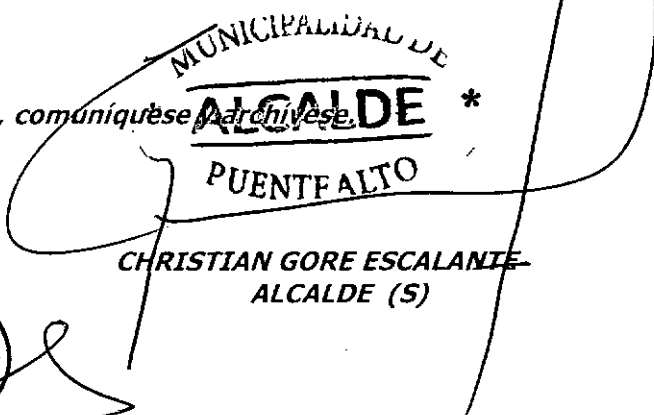 MUNICIPALIDAD DE
, comuníquese y archívese.
ALCALDE *
PUENTE ALTO
CHRISTIAN GORE ESCALANTE
ALCALDE (S)